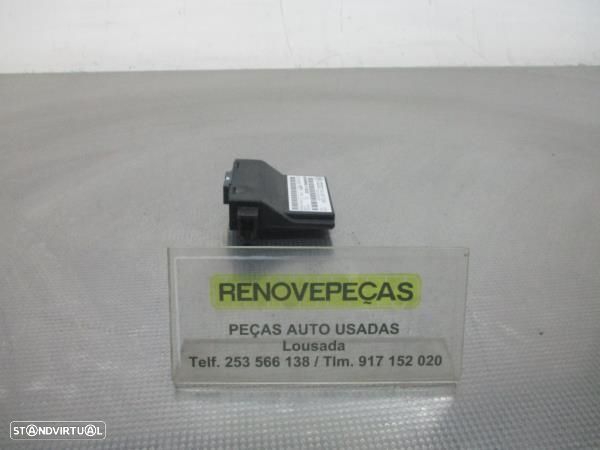 RENOVEPEÇAS
PEÇAS AUTO USADAS
Lousada
Telf. 253 566 138 / Tlm. 917 152 020
STANDVIRTUAL